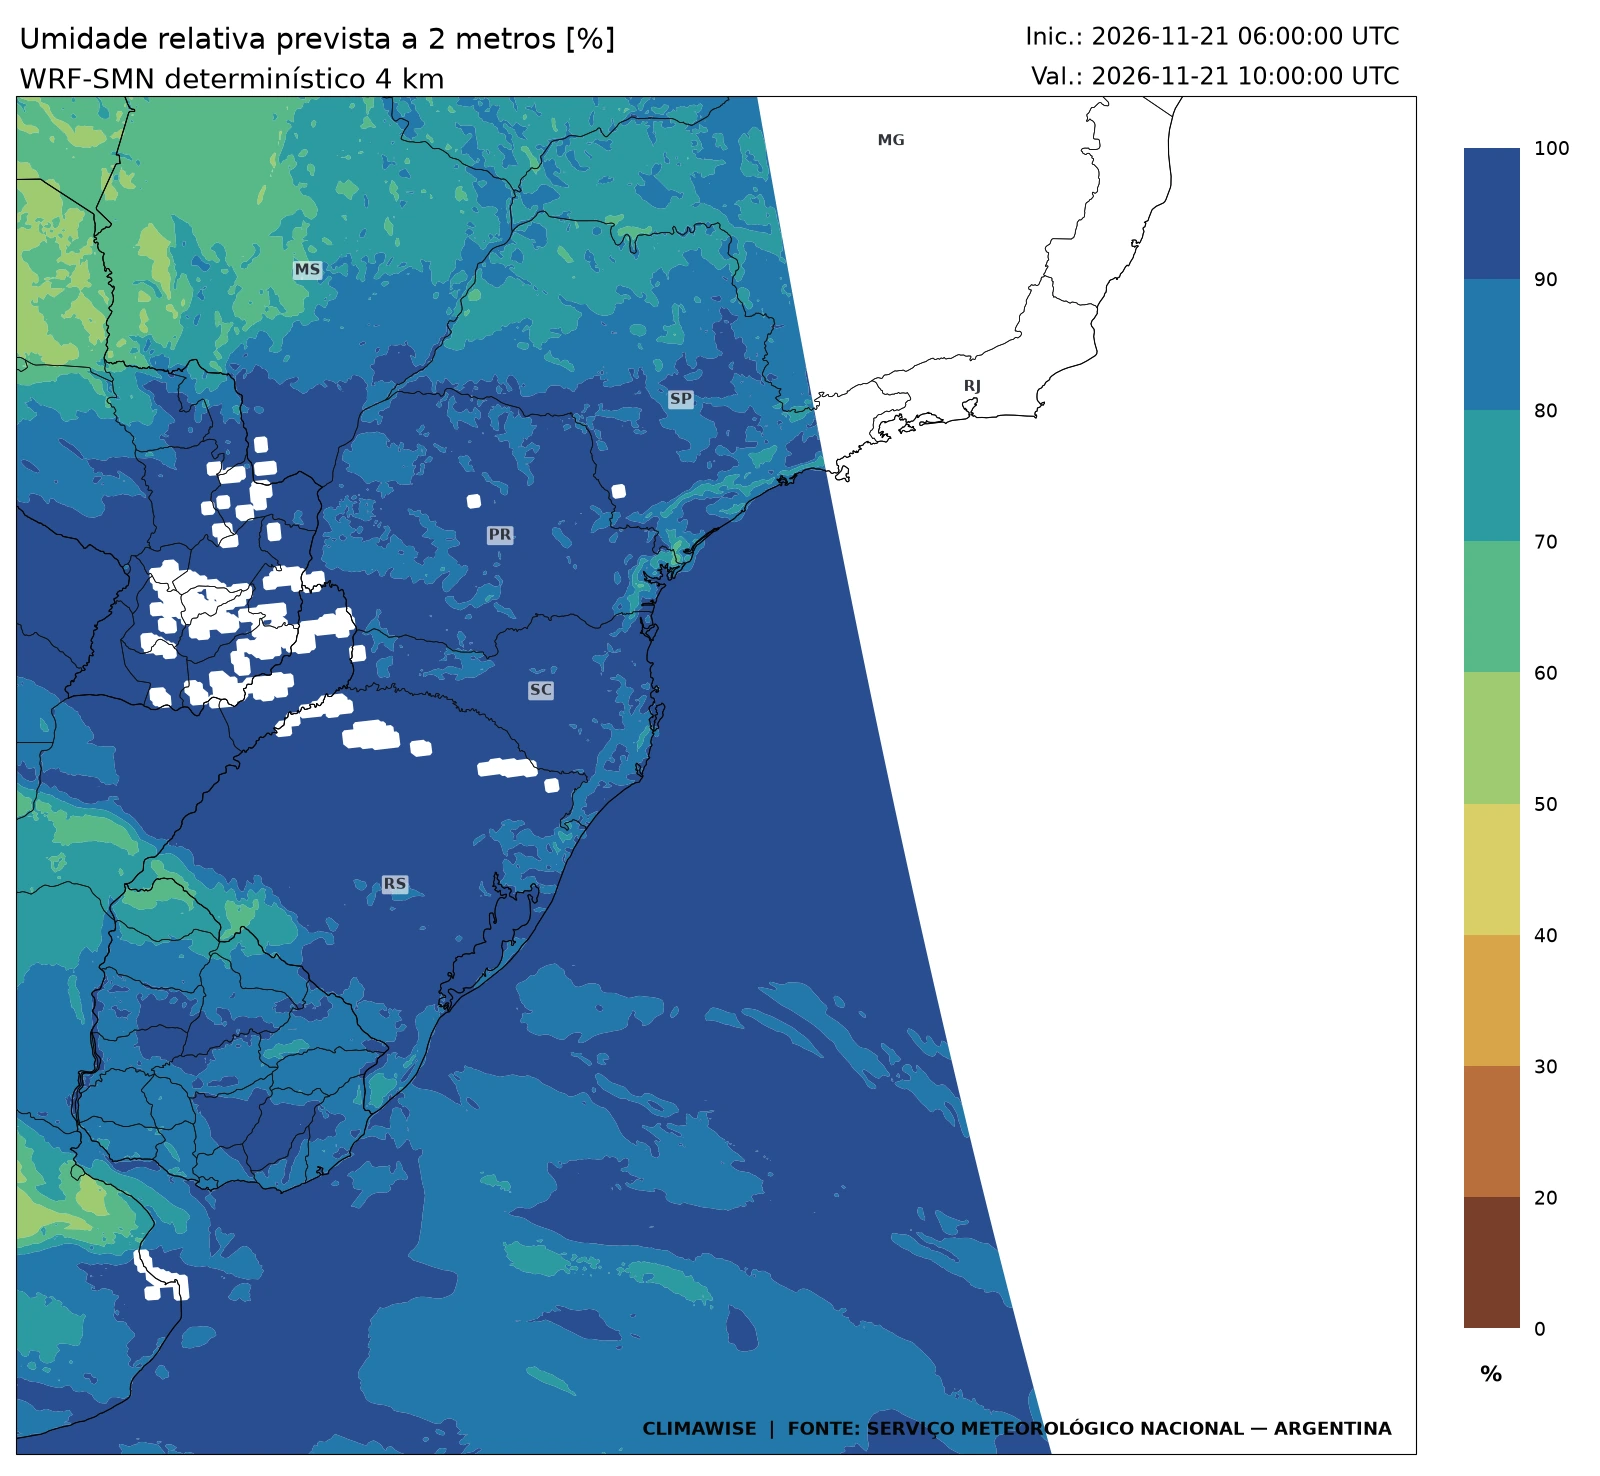 Umidade relativa prevista a 2 metros [%]
WRF-SMN determinístico 4 km
Inic.: 2026-11-21 06:00:00 UTC
Val.: 2026-11-21 10:00:00 UTC
MG
MS
RJ
SP
PR
SC
RS
100
90
80
70
60
50
40
30
20
0
%
CLIMAWISE | FONTE: SERVIÇO METEOROLÓGICO NACIONAL — ARGENTINA